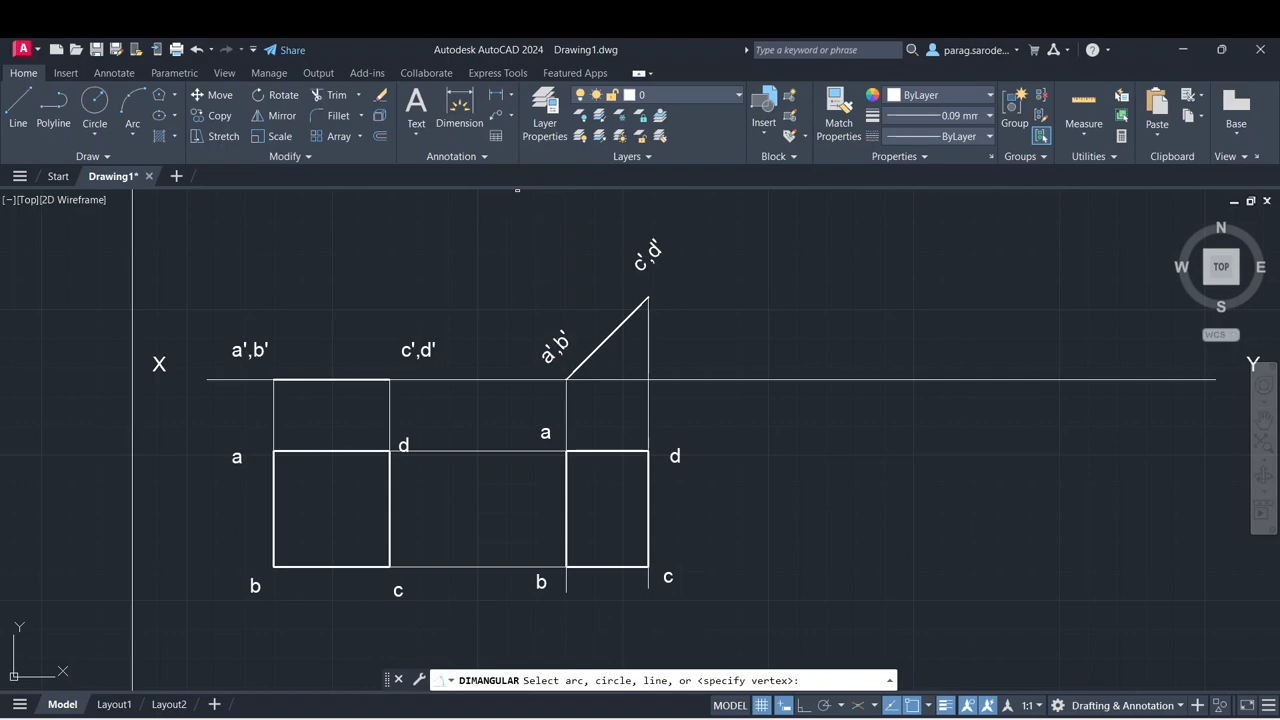 A Share Autodesk AutoCAD 2024 Drawing1.dwg Type a keyword or phrase parag.sarode...
Home Insert Annotate Parametric View Manage Output Add-ins Collaborate Express Tools Featured Apps
Line Polyline Circle Arc Move Rotate Trim Text Dimension Layer Properties 0 Insert Match Properties ByLayer Group Measure Paste Base
Copy Mirror Fillet 0.09 mm
Stretch Scale Array ByLayer
Draw Modify Annotation Layers Block Properties Groups Utilities Clipboard View
Start Drawing1*
[−][Top][2D Wireframe]
N
W TOP E
S
WCS
c',d'
a',b' c',d' a',b'
X Y
a d a d
b c b c
Y
X
DIMANGULAR Select arc, circle, line, or <specify vertex>:
Model Layout1 Layout2 MODEL 1:1 Drafting & Annotation